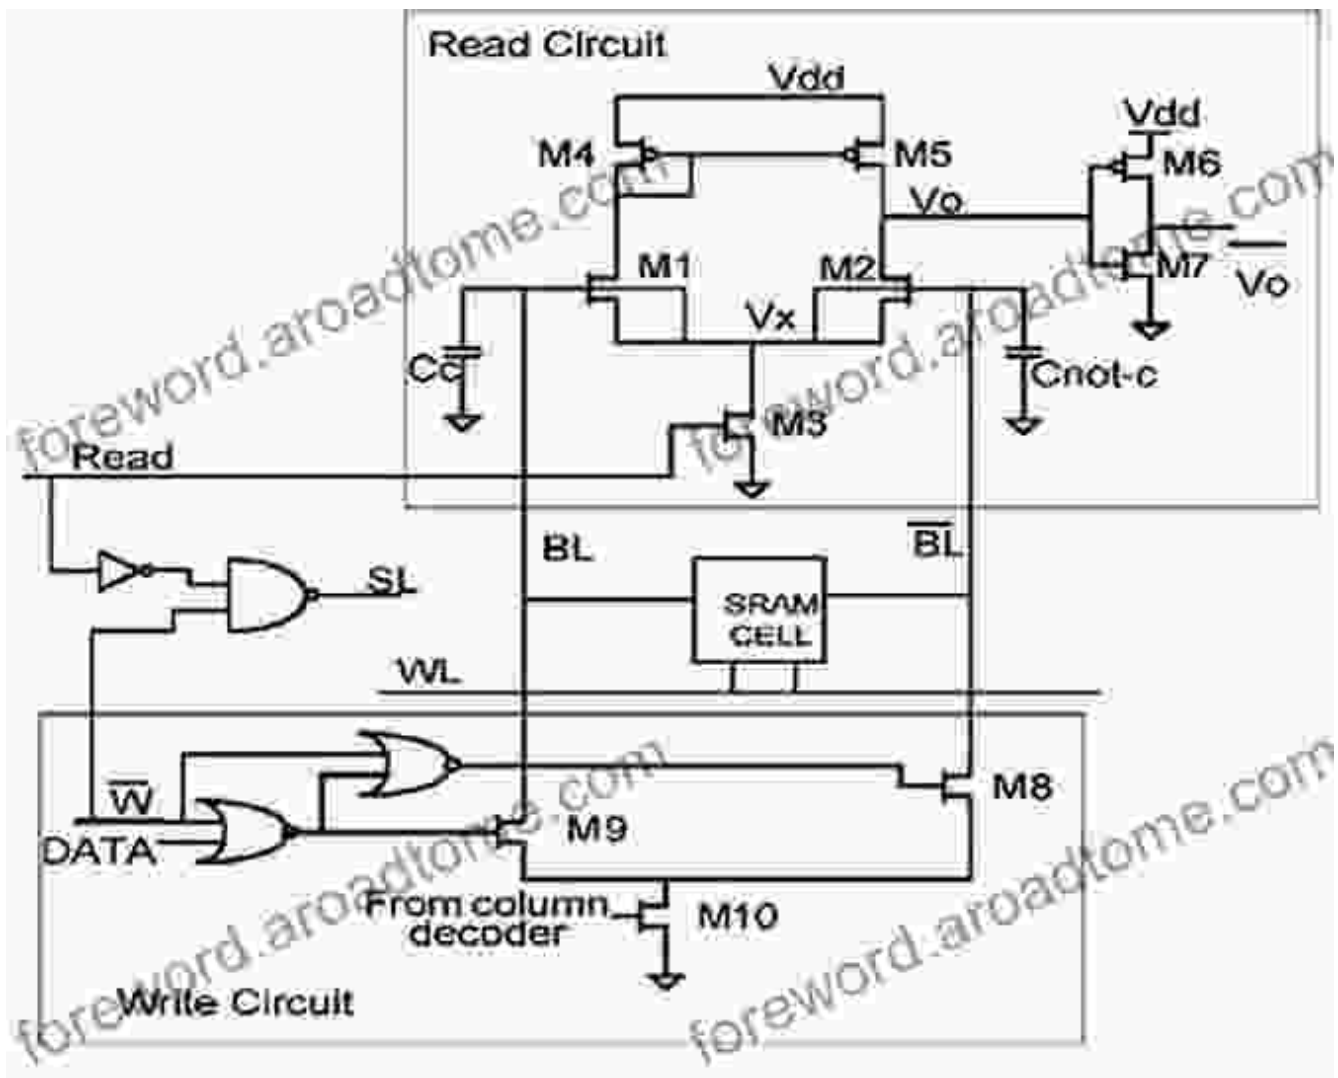 Read Circuit
Vdd
Vdd
M4
M5
M6
Vo
M1
M2
M7
Vo
Vx
Cc
Cnot-c
M3
Read
BL
BL
SL
SRAM
CELL
WL
W
M8
DATA
M9
From column
decoder
M10
Write Circuit
foreword.aroadtome.com
foreword.aroadtome.com
foreword.aroadtome.com
foreword.aroadtome.com